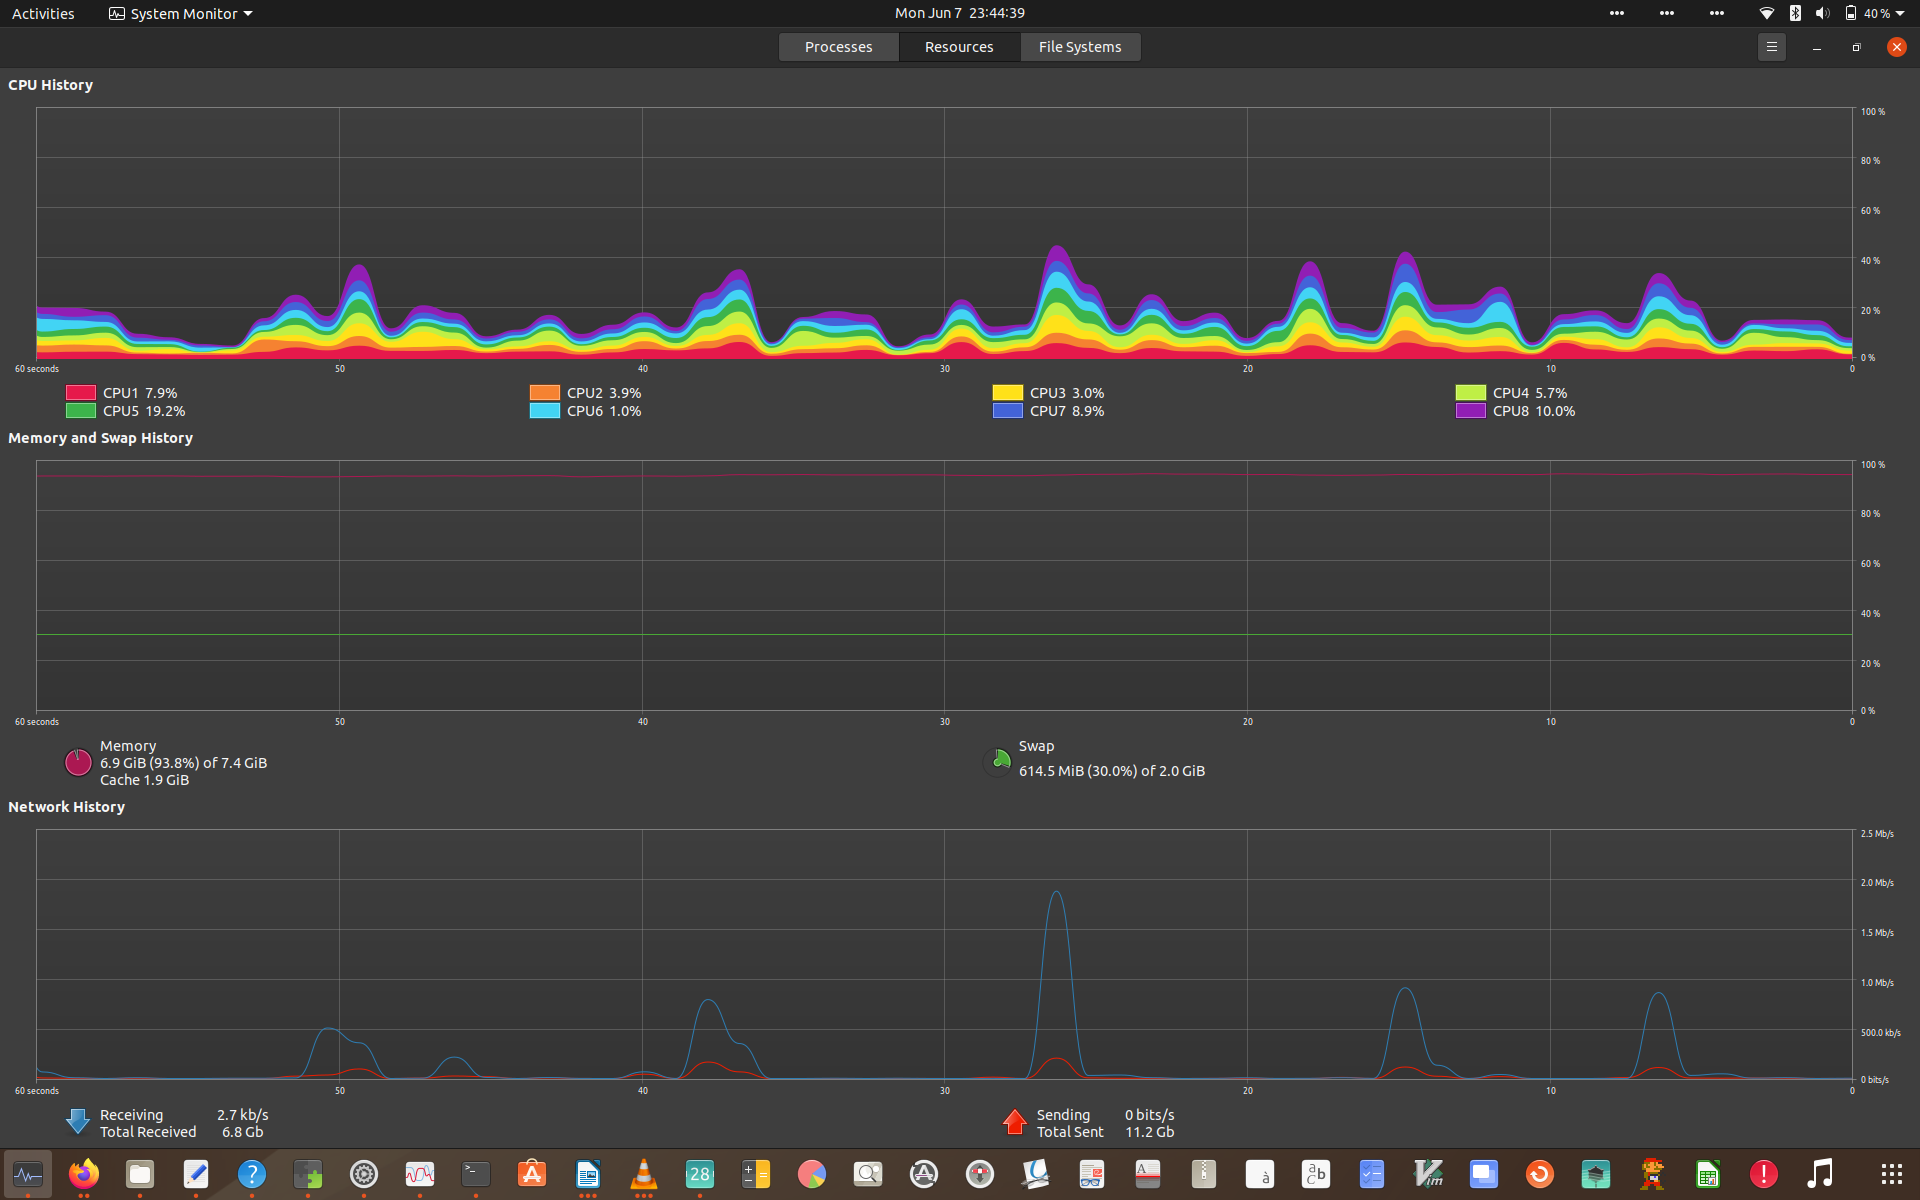 Activities System Monitor Mon Jun 7 23:44:39 40 %
Processes Resources File Systems
CPU History
100 %
80 %
60 %
40 %
20 %
0 %
60 seconds 50 40 30 20 10 0
CPU1 7.9% CPU2 3.9% CPU3 3.0% CPU4 5.7%
CPU5 19.2% CPU6 1.0% CPU7 8.9% CPU8 10.0%
Memory and Swap History
100 %
80 %
60 %
40 %
20 %
0 %
60 seconds 50 40 30 20 10 0
Memory
6.9 GiB (93.8%) of 7.4 GiB
Cache 1.9 GiB
Swap
614.5 MiB (30.0%) of 2.0 GiB
Network History
2.5 Mb/s
2.0 Mb/s
1.5 Mb/s
1.0 Mb/s
500.0 kb/s
0 bits/s
60 seconds 50 40 30 20 10 0
Receiving 2.7 kb/s Sending 0 bits/s
Total Received 6.8 Gb Total Sent 11.2 Gb
? >_ 28 A à a b c Vim !